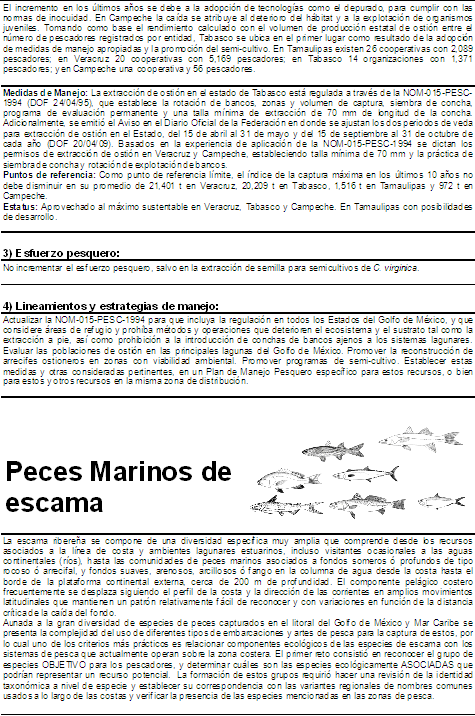 El incremento en los últimos años se debe a la adopción de tecnologías como el depurado, para cumplir con las
normas de inocuidad. En Campeche la caída se atribuye al deterioro del hábitat y a la explotación de organismos
juveniles. Tomando como base el rendimiento calculado con el volumen de producción estatal de ostión entre el
número de pescadores registrados por entidad, Tabasco se ubica en el primer lugar como resultado de la adopción
de medidas de manejo apropiadas y la promoción del semi-cultivo. En Tamaulipas existen 26 cooperativas con 2,089
pescadores; en Veracruz 20 cooperativas con 5,169 pescadores; en Tabasco 14 organizaciones con 1,371
pescadores; y en Campeche una cooperativa y 56 pescadores.
Medidas de Manejo: La extracción de ostión en el estado de Tabasco está regulada a través de la NOM-015-PESC-
1994 (DOF 24/04/95), que establece la rotación de bancos, zonas y volumen de captura, siembra de concha,
programa de evaluación permanente y una talla mínima de extracción de 70 mm de longitud de la concha.
Adicionalmente, se emitió el Aviso en el Diario Oficial de la Federación en donde se ajustan los dos periodos de veda
para extracción de ostión en el Estado, del 15 de abril al 31 de mayo y del 15 de septiembre al 31 de octubre de
cada año (DOF 20/04/09). Basados en la experiencia de aplicación de la NOM-015-PESC-1994 se dictan los
permisos de extracción de ostión en Veracruz y Campeche, estableciendo talla mínima de 70 mm y la práctica de
siembra de concha y rotación de explotación de bancos.
Puntos de referencia: Como punto de referencia límite, el índice de la captura máxima en los últimos 10 años no
debe disminuir en su promedio de 21,401 t en Veracruz, 20,209 t en Tabasco, 1,516 t en Tamaulipas y 972 t en
Campeche.
Estatus: Aprovechado al máximo sustentable en Veracruz, Tabasco y Campeche. En Tamaulipas con posibilidades
de desarrollo.
3) Esfuerzo pesquero:
No incrementar el esfuerzo pesquero, salvo en la extracción de semilla para semicultivos de C. virginica.
4) Lineamientos y estrategias de manejo:
Actualizar la NOM-015-PESC-1994 para que incluya la regulación en todos los Estados del Golfo de México, y que
considere áreas de refugio y prohíba métodos y operaciones que deterioren el ecosistema y el sustrato tal como la
extracción a pie, así como prohibición a la introducción de conchas de bancos ajenos a los sistemas lagunares.
Evaluar las poblaciones de ostión en las principales lagunas del Golfo de México. Promover la reconstrucción de
arrecifes ostioneros en zonas con viabilidad ambiental. Promover programas de semi-cultivo. Establecer estas
medidas y otras consideradas pertinentes, en un Plan de Manejo Pesquero específico para estos recursos, o bien
para estos y otros recursos en la misma zona de distribución.
Peces Marinos de
escama
La escama ribereña se compone de una diversidad específica muy amplia que comprende desde los recursos
asociados a la línea de costa y ambientes lagunares estuarinos, incluso visitantes ocasionales a las aguas
continentales (ríos), hasta las comunidades de peces marinos asociados a fondos someros ó profundos de tipo
rocoso ó arrecifal, y fondos suaves, arenosos, arcillosos ó fango en la columna de agua desde la costa hasta el
borde de la plataforma continental externa, cerca de 200 m de profundidad. El componente pelágico costero
frecuentemente se desplaza siguiendo el perfil de la costa y la dirección de las corrientes en amplios movimientos
latitudinales que mantienen un patrón relativamente fácil de reconocer y con variaciones en función de la distancia
crítica de la caída del fondo.
Aunada a la gran diversidad de especies de peces capturados en el litoral del Golfo de México y Mar Caribe se
presenta la complejidad del uso de diferentes tipos de embarcaciones y artes de pesca para la captura de estos, por
lo cual uno de los criterios más prácticos es relacionar componentes ecológicos de las especies de escama con los
sistemas de pesca que actualmente operan sobre la zona costera. El primer reto consistió en reconocer el grupo de
especies OBJETIVO para los pescadores, y determinar cuáles son las especies ecológicamente ASOCIADAS que
podrían representar un recurso potencial. La formación de estos grupos requirió hacer una revisión de la identidad
taxonómica a nivel de especie y establecer su correspondencia con las variantes regionales de nombres comunes
usados a lo largo de las costas y verificar la presencia de las especies mencionadas en las zonas de pesca.